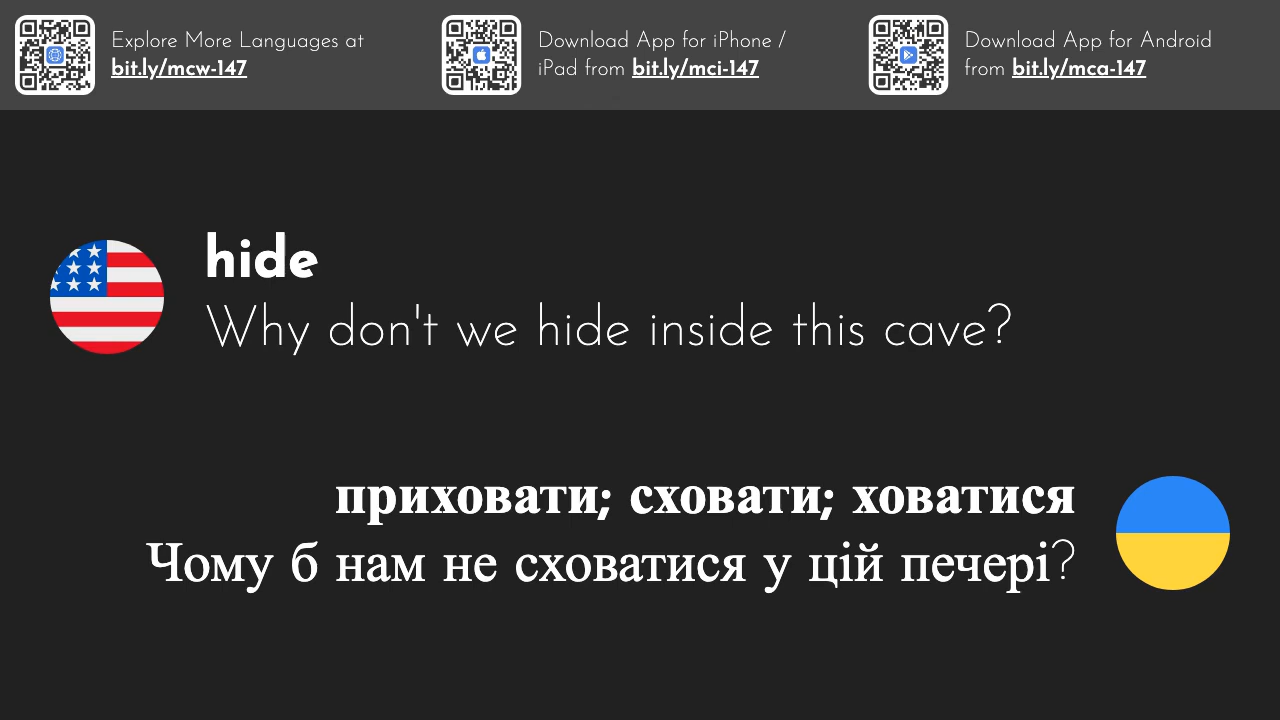 Explore More Languages at
bit.ly/mcw-147
Download App for iPhone /
iPad from bit.ly/mci-147
Download App for Android
from bit.ly/mca-147
hide
Why don't we hide inside this cave?
приховати; сховати; ховатися
Чому б нам не сховатися у цій печері?